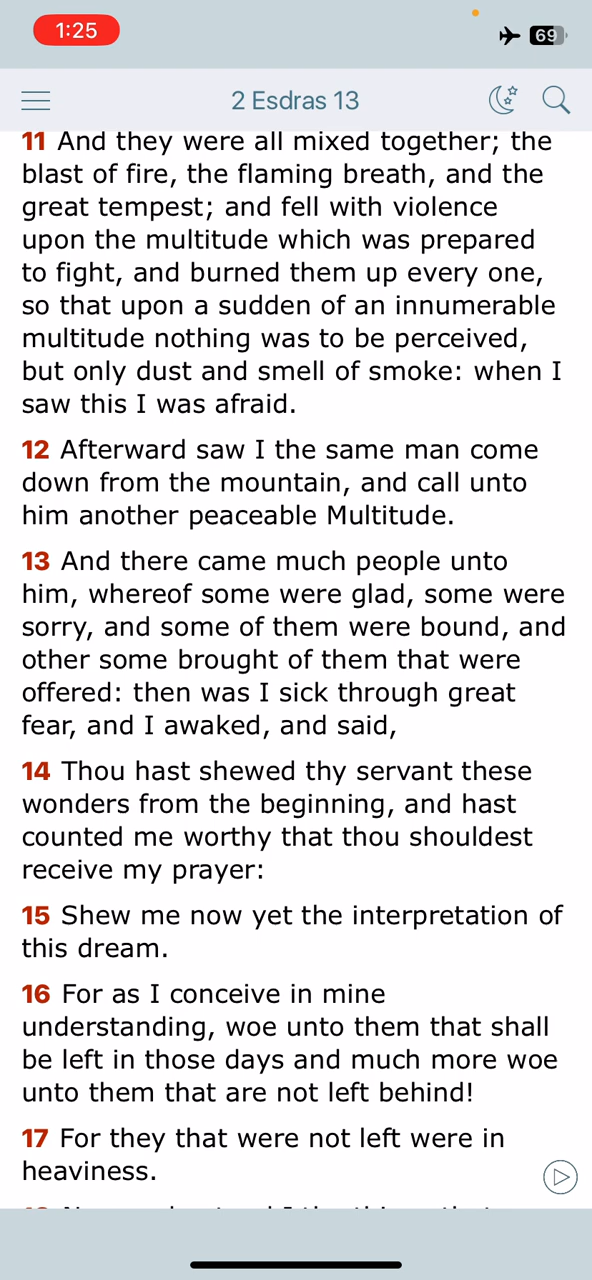 1:25
69
2 Esdras 13
11 And they were all mixed together; the
blast of fire, the flaming breath, and the
great tempest; and fell with violence
upon the multitude which was prepared
to fight, and burned them up every one,
so that upon a sudden of an innumerable
multitude nothing was to be perceived,
but only dust and smell of smoke: when I
saw this I was afraid.
12 Afterward saw I the same man come
down from the mountain, and call unto
him another peaceable Multitude.
13 And there came much people unto
him, whereof some were glad, some were
sorry, and some of them were bound, and
other some brought of them that were
offered: then was I sick through great
fear, and I awaked, and said,
14 Thou hast shewed thy servant these
wonders from the beginning, and hast
counted me worthy that thou shouldest
receive my prayer:
15 Shew me now yet the interpretation of
this dream.
16 For as I conceive in mine
understanding, woe unto them that shall
be left in those days and much more woe
unto them that are not left behind!
17 For they that were not left were in
heaviness.